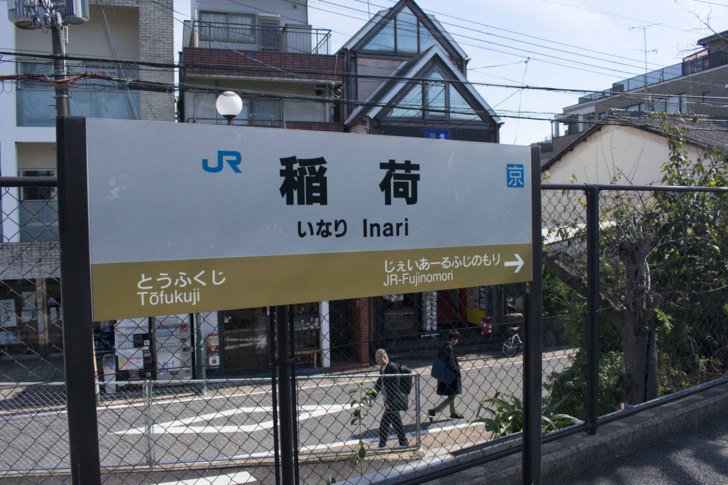 JR 稲荷 京
いなり Inari
とうふくじ
Tōfukuji
じぇいあーるふじのもり →
JR-Fujinomori